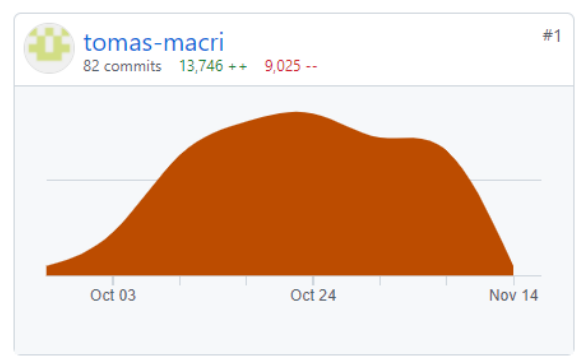 tomas-macri #1
82 commits 13,746 ++ 9,025 --
Oct 03 Oct 24 Nov 14